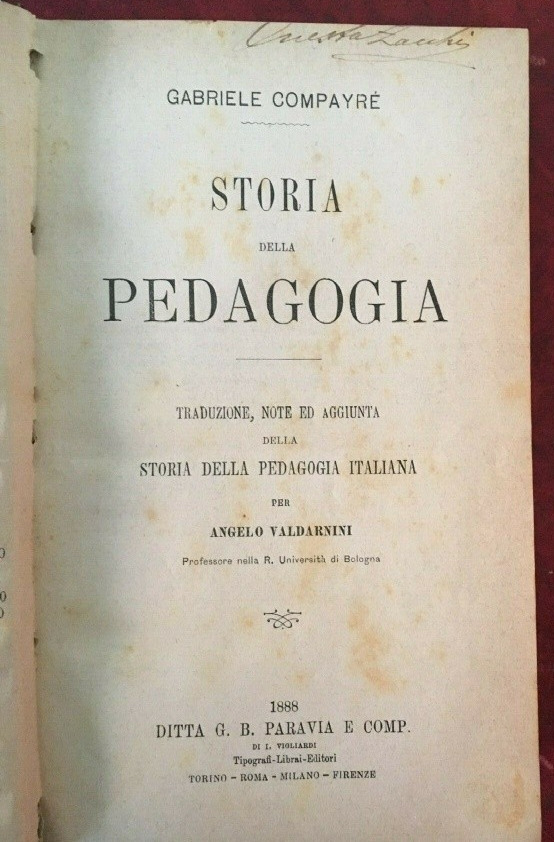 GABRIELE COMPAYRÉ
STORIA
DELLA
PEDAGOGIA
TRADUZIONE, NOTE ED AGGIUNTA
DELLA
STORIA DELLA PEDAGOGIA ITALIANA
PER
ANGELO VALDARNINI
Professore nella R. Università di Bologna
1888
DITTA G. B. PARAVIA E COMP.
DI I. VIGLIARDI
Tipografi-Librai-Editori
TORINO - ROMA - MILANO - FIRENZE